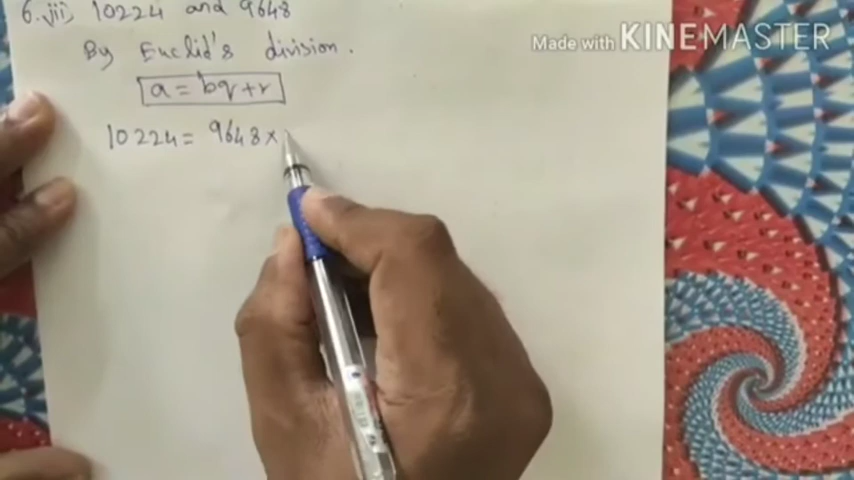 6. iii) 10224 and 9648
By Euclid's division.
a = bq+r
10224 = 9648 ×
Made with KINEMASTER